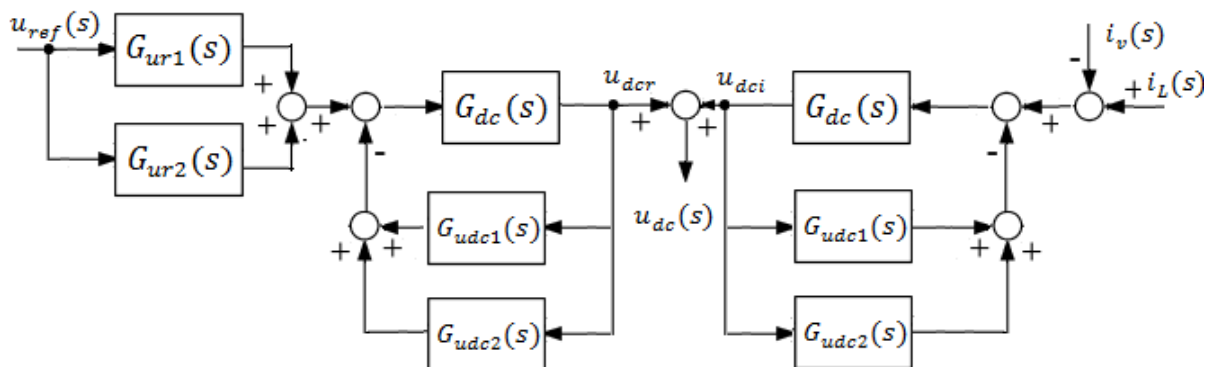 u_ref(s)
G_ur1(s)
G_ur2(s)
+
+
+
-
+
+
G_dc(s)
G_udc1(s)
G_udc2(s)
u_dcr
+
u_dci
+
u_dc(s)
G_dc(s)
G_udc1(s)
G_udc2(s)
i_v(s)
-
+ i_L(s)
+
-
+
+